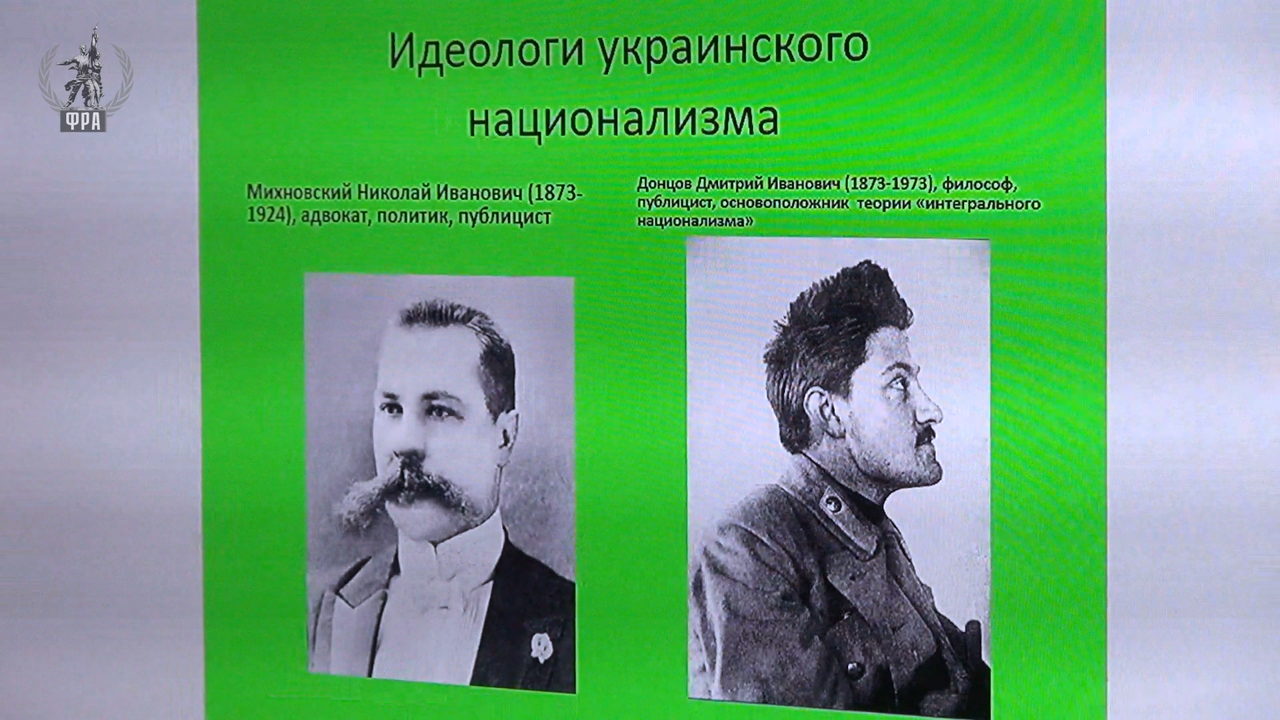 ФРА
Идеологи украинского
национализма
Михновский Николай Иванович (1873-
1924), адвокат, политик, публицист
Донцов Дмитрий Иванович (1873-1973), философ,
публицист, основоположник теории «интегрального
национализма»